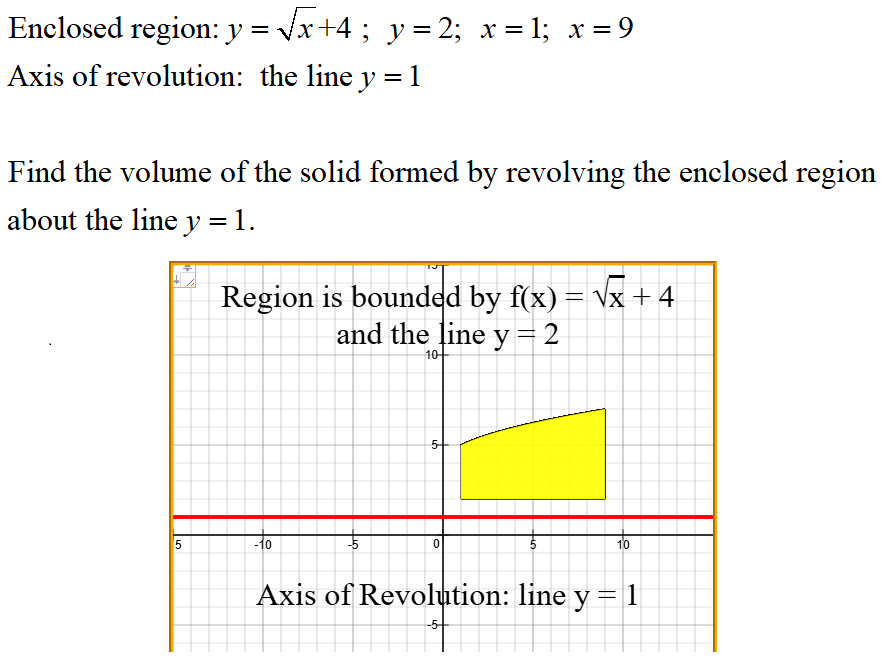 Enclosed region: y = √x+4 ; y = 2; x = 1; x = 9
Axis of revolution: the line y = 1
Find the volume of the solid formed by revolving the enclosed region
about the line y = 1.
Region is bounded by f(x) = √x + 4
and the line y = 2
10
5
5 -10 -5 0 5 10
Axis of Revolution: line y = 1
-5